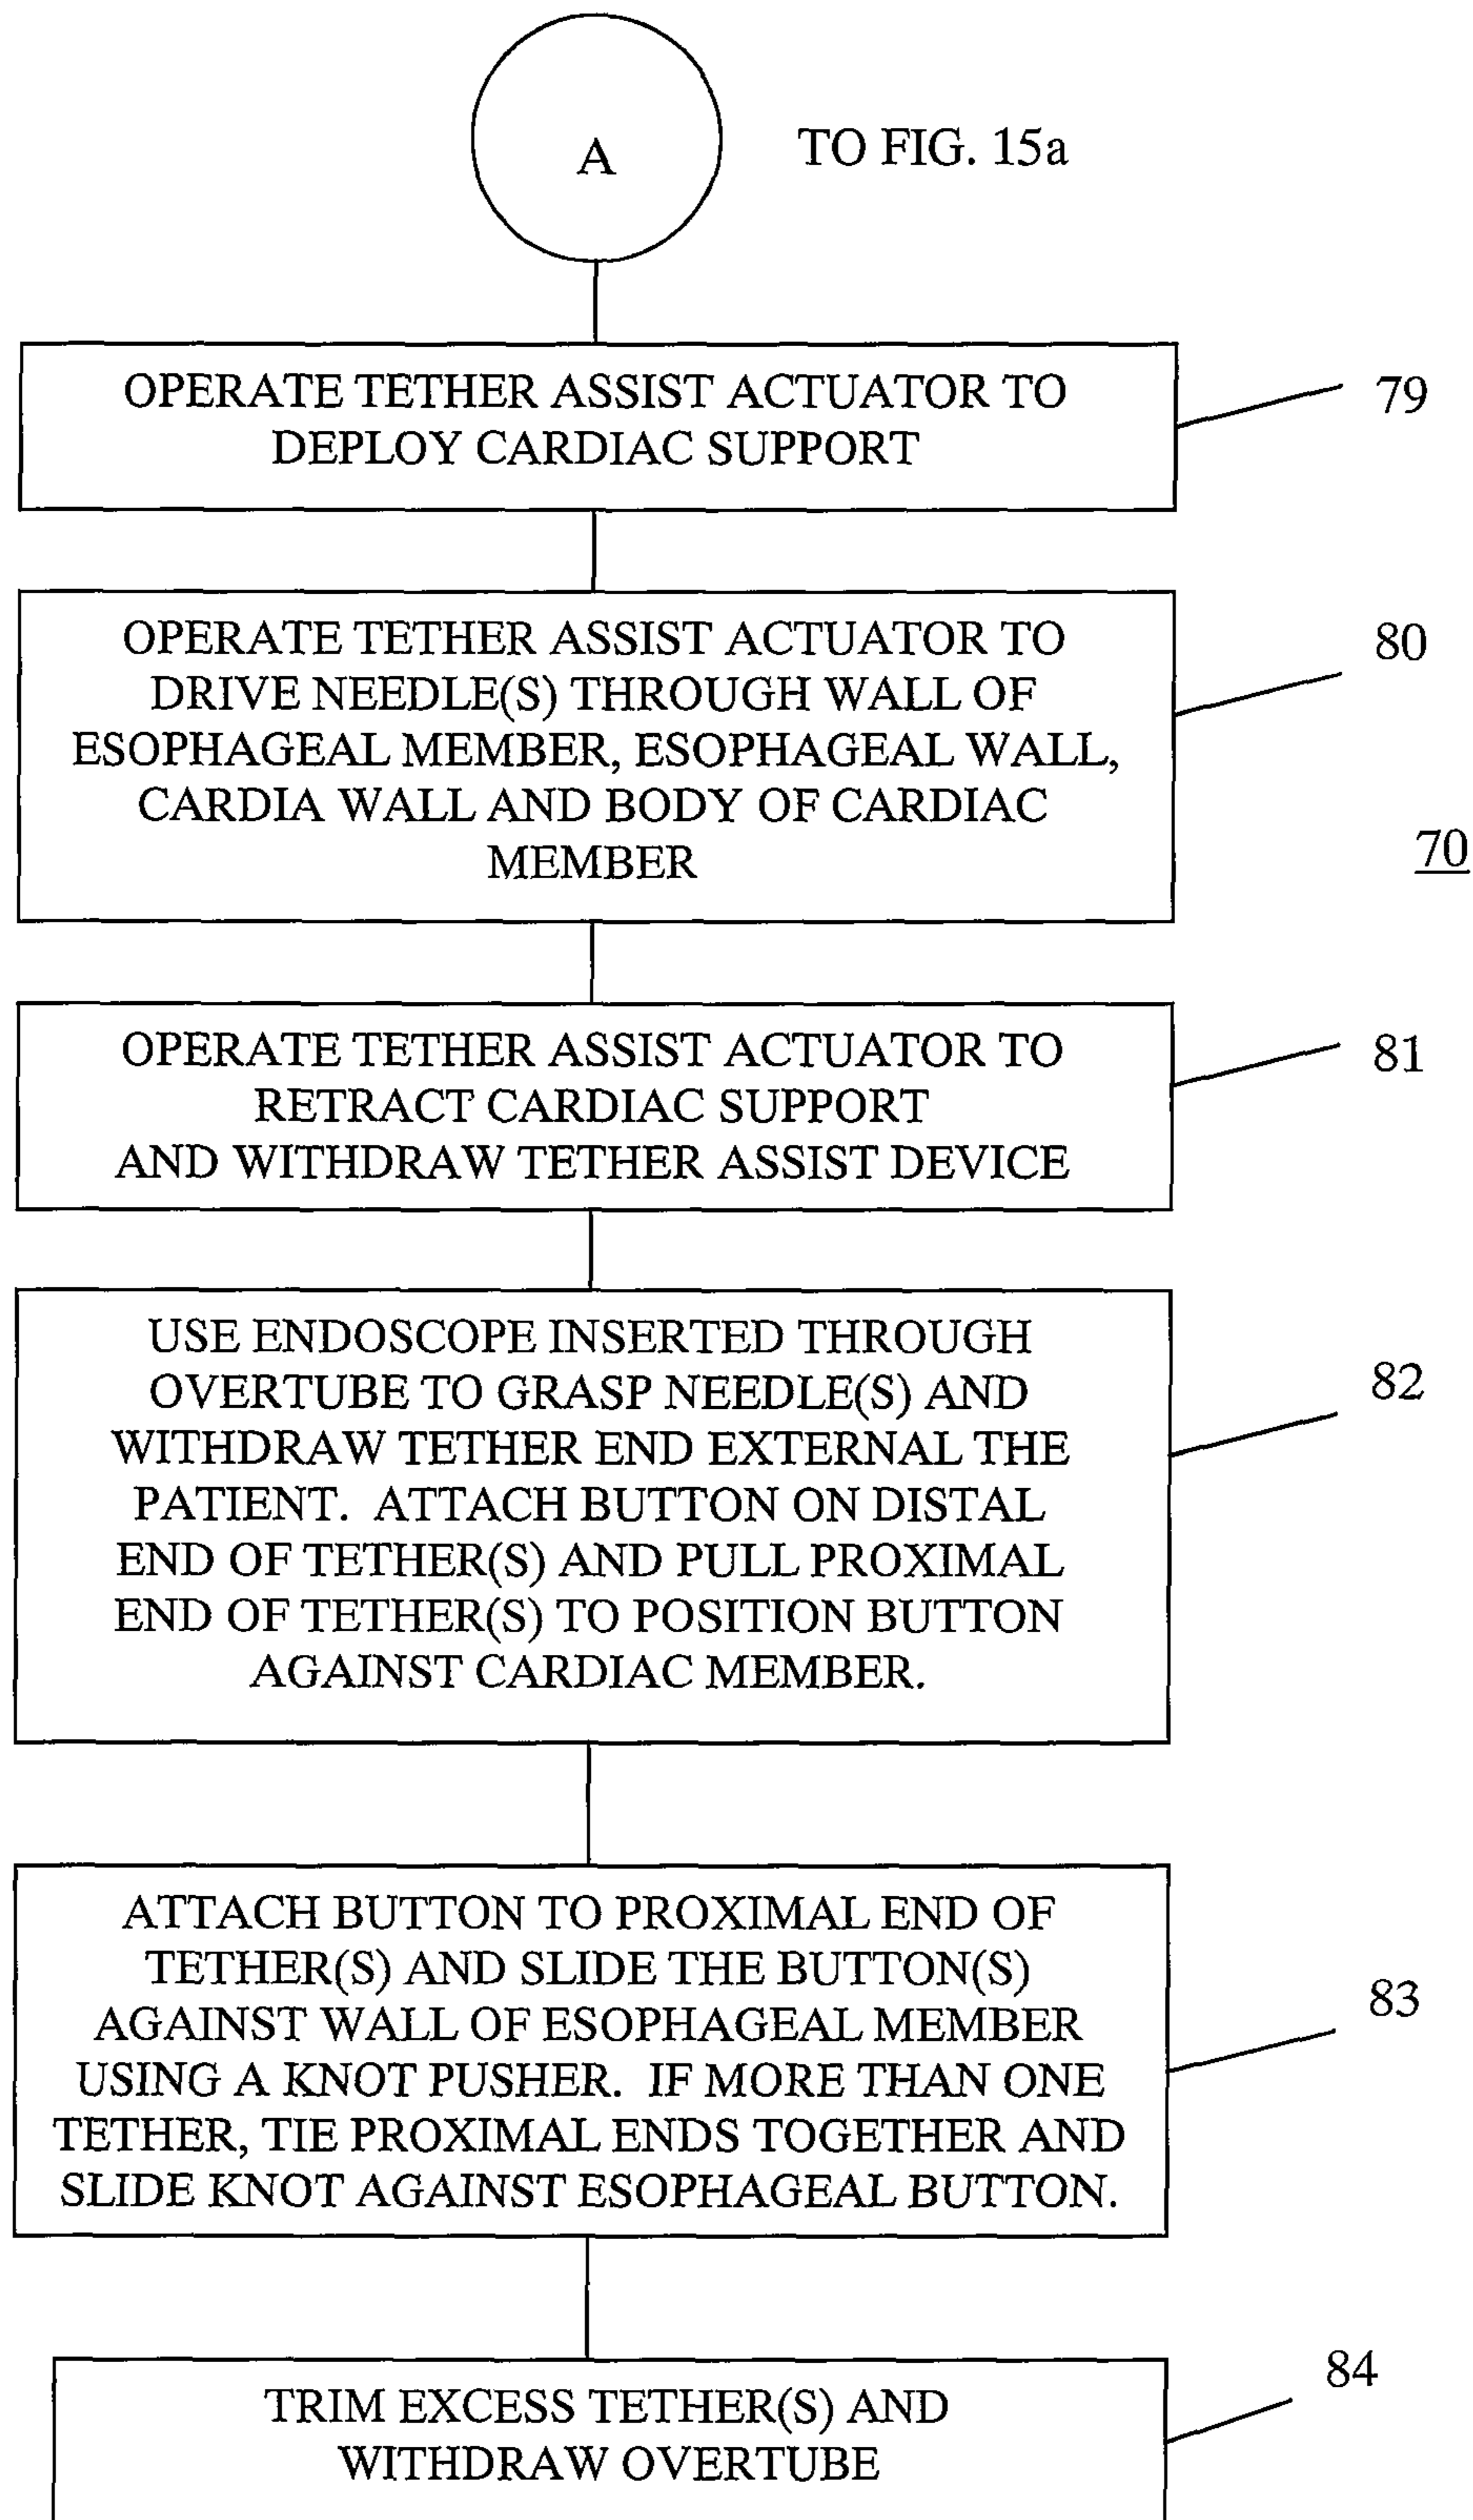 A
TO FIG. 15a
OPERATE TETHER ASSIST ACTUATOR TO
DEPLOY CARDIAC SUPPORT
79
OPERATE TETHER ASSIST ACTUATOR TO
DRIVE NEEDLE(S) THROUGH WALL OF
ESOPHAGEAL MEMBER, ESOPHAGEAL WALL,
CARDIA WALL AND BODY OF CARDIAC
MEMBER
80
70
OPERATE TETHER ASSIST ACTUATOR TO
RETRACT CARDIAC SUPPORT
AND WITHDRAW TETHER ASSIST DEVICE
81
USE ENDOSCOPE INSERTED THROUGH
OVERTUBE TO GRASP NEEDLE(S) AND
WITHDRAW TETHER END EXTERNAL THE
PATIENT. ATTACH BUTTON ON DISTAL
END OF TETHER(S) AND PULL PROXIMAL
END OF TETHER(S) TO POSITION BUTTON
AGAINST CARDIAC MEMBER.
82
ATTACH BUTTON TO PROXIMAL END OF
TETHER(S) AND SLIDE THE BUTTON(S)
AGAINST WALL OF ESOPHAGEAL MEMBER
USING A KNOT PUSHER. IF MORE THAN ONE
TETHER, TIE PROXIMAL ENDS TOGETHER AND
SLIDE KNOT AGAINST ESOPHAGEAL BUTTON.
83
TRIM EXCESS TETHER(S) AND
WITHDRAW OVERTUBE
84